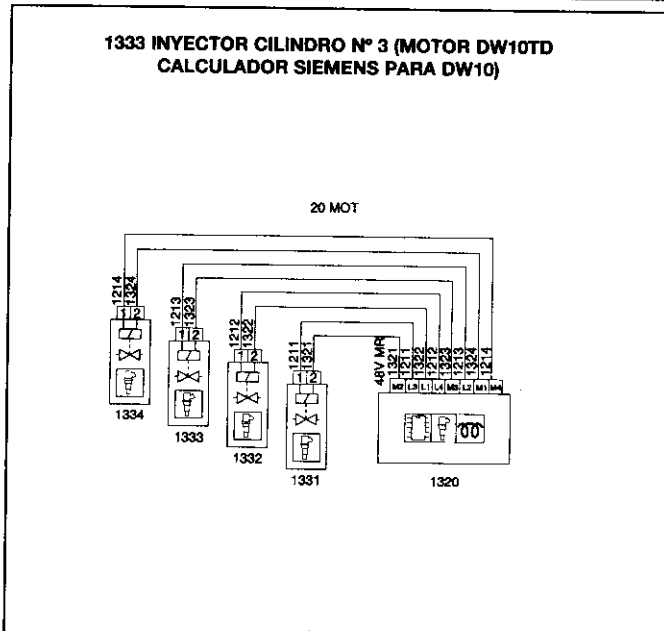 1333 INYECTOR CILINDRO Nº 3 (MOTOR DW10TD
CALCULADOR SIEMENS PARA DW10)
20 MOT
1214 1324
1 2
1334
1213 1323
1 2
1333
1212 1322
1 2
1332
1211 1321
1 2
1331
48V MR
1321 1211 1322 1212 1323 1213 1324 1214
M2 L3 L1 L4 M3 L2 M1 M4
1320